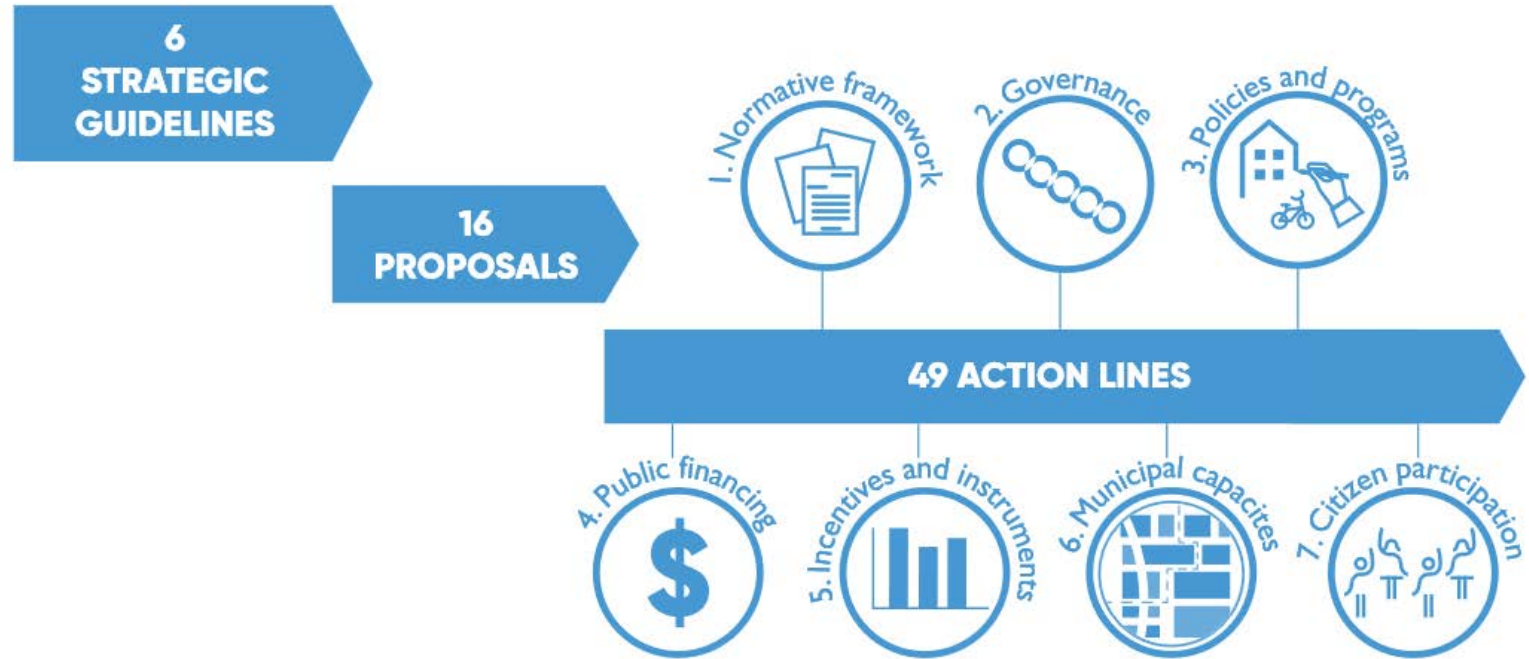 6
STRATEGIC
GUIDELINES
16
PROPOSALS
1. Normative framework
2. Governance
3. Policies and programs
49 ACTION LINES
4. Public financing
5. Incentives and instruments
6. Municipal capacites
7. Citizen participation
$